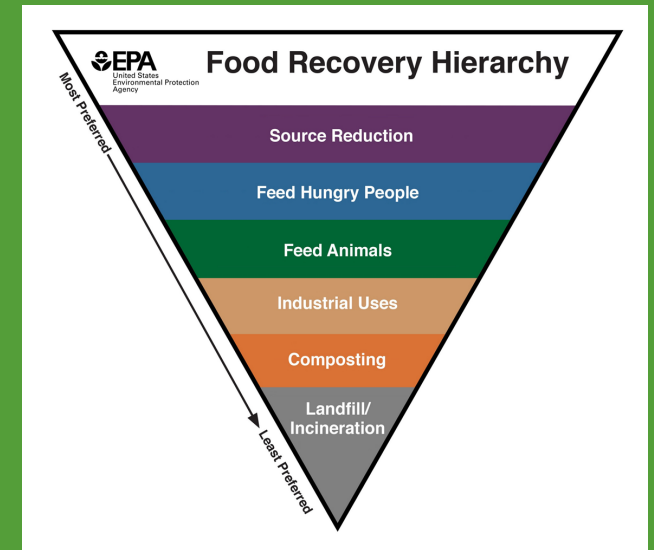 EPA
United States
Environmental Protection
Agency
Food Recovery Hierarchy
Most Preferred
Source Reduction
Feed Hungry People
Feed Animals
Industrial Uses
Composting
Landfill/
Incineration
Least Preferred